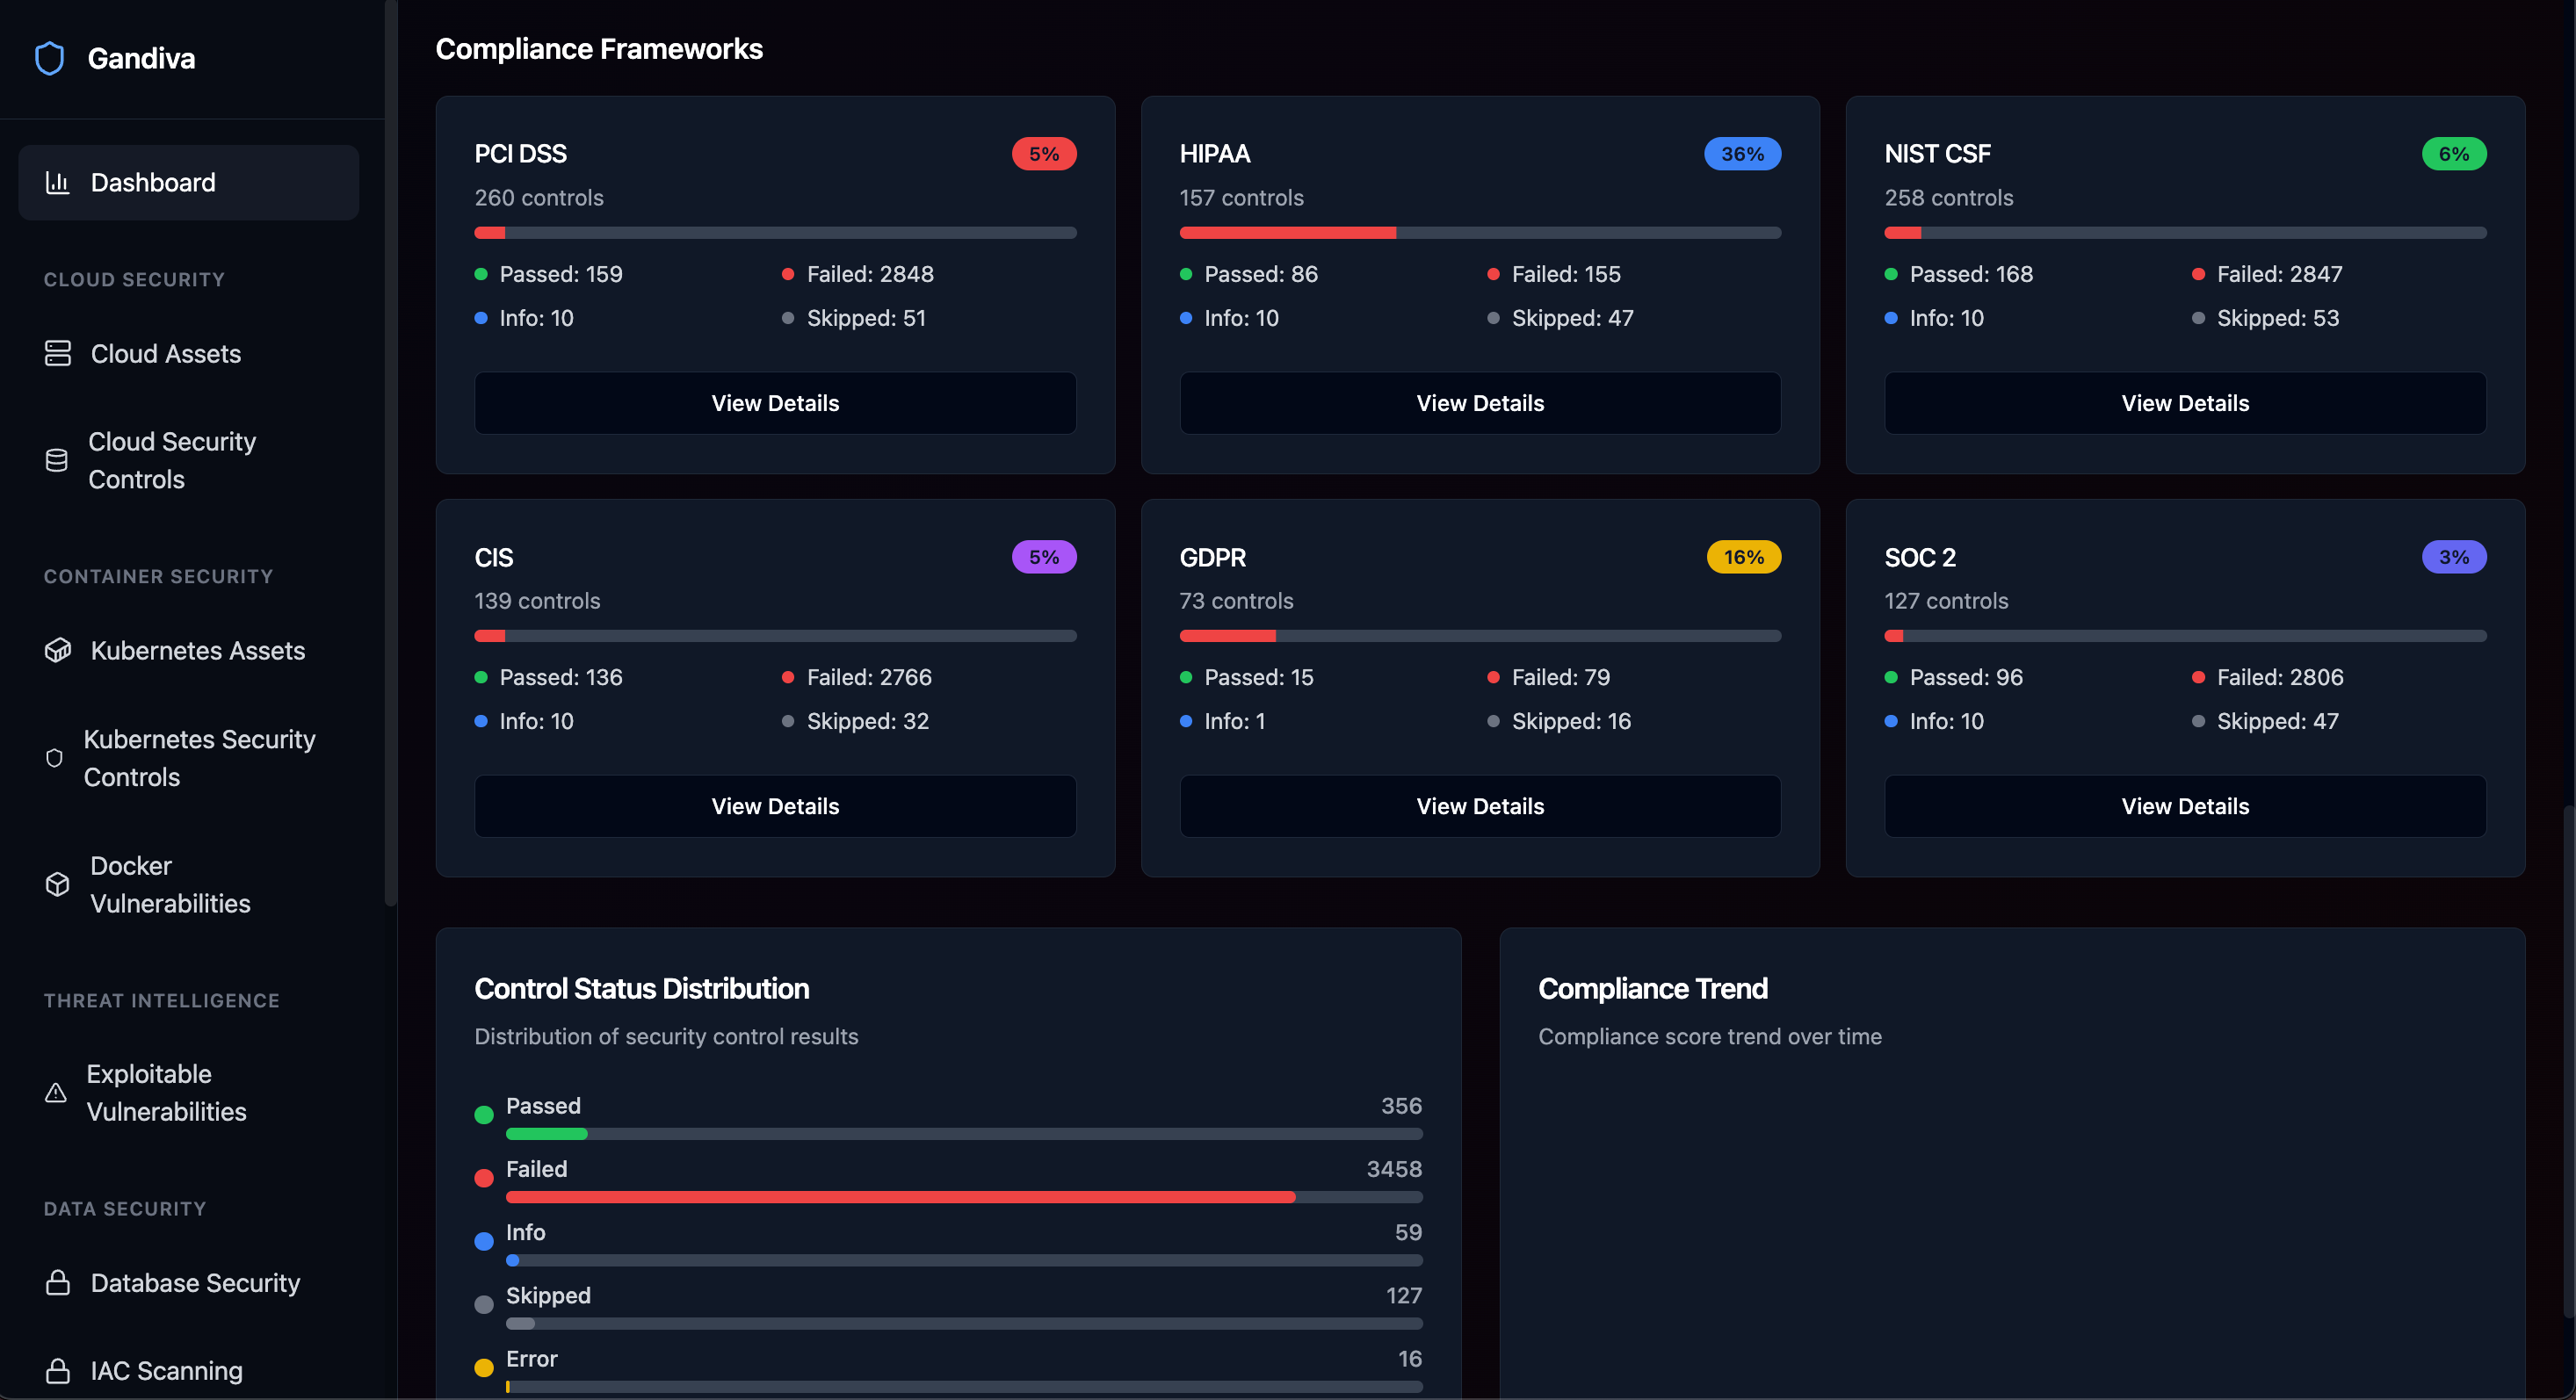 Gandiva
Dashboard
CLOUD SECURITY
Cloud Assets
Cloud Security
Controls
CONTAINER SECURITY
Kubernetes Assets
Kubernetes Security
Controls
Docker
Vulnerabilities
THREAT INTELLIGENCE
Exploitable
Vulnerabilities
DATA SECURITY
Database Security
IAC Scanning
Compliance Frameworks
PCI DSS 5%
260 controls
Passed: 159 Failed: 2848
Info: 10 Skipped: 51
View Details
HIPAA 36%
157 controls
Passed: 86 Failed: 155
Info: 10 Skipped: 47
View Details
NIST CSF 6%
258 controls
Passed: 168 Failed: 2847
Info: 10 Skipped: 53
View Details
CIS 5%
139 controls
Passed: 136 Failed: 2766
Info: 10 Skipped: 32
View Details
GDPR 16%
73 controls
Passed: 15 Failed: 79
Info: 1 Skipped: 16
View Details
SOC 2 3%
127 controls
Passed: 96 Failed: 2806
Info: 10 Skipped: 47
View Details
Control Status Distribution
Distribution of security control results
Passed 356
Failed 3458
Info 59
Skipped 127
Error 16
Compliance Trend
Compliance score trend over time